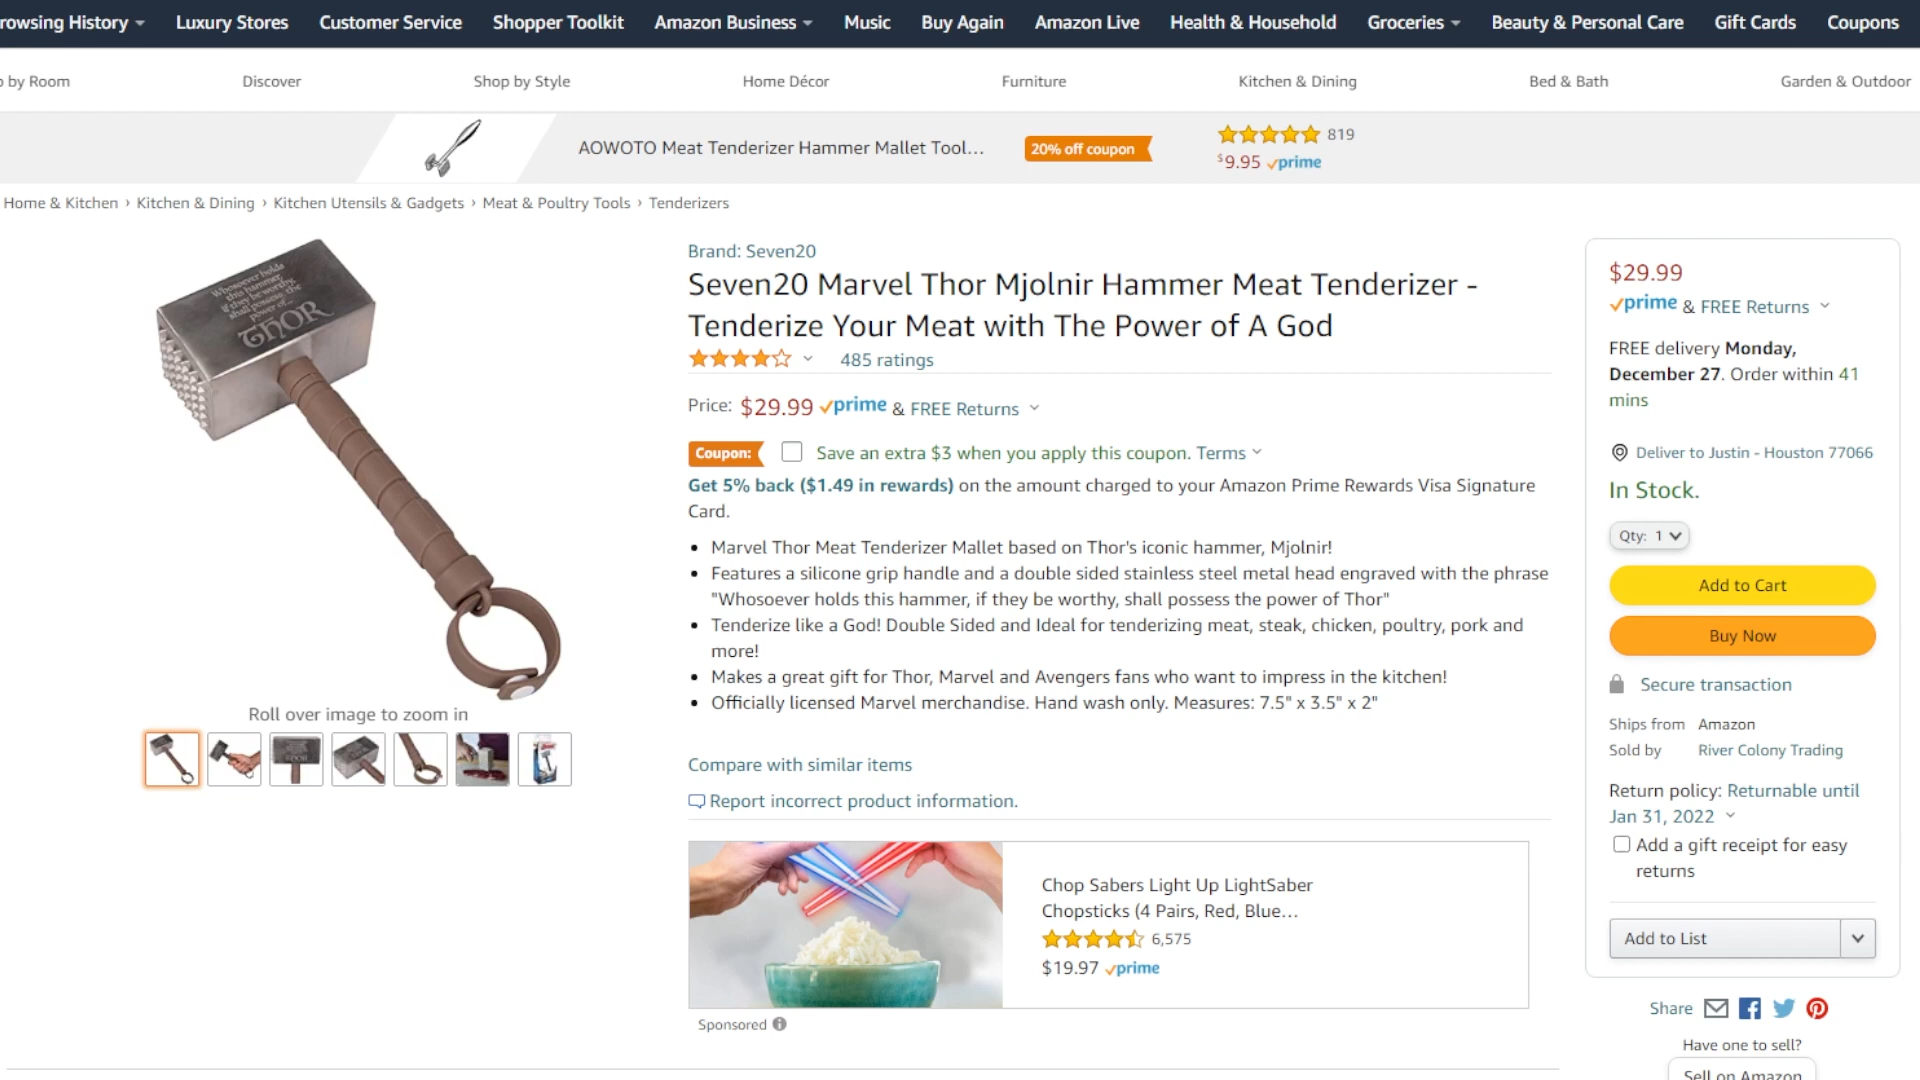 rowsing History
Luxury Stores
Customer Service
Shopper Toolkit
Amazon Business
Music
Buy Again
Amazon Live
Health & Household
Groceries
Beauty & Personal Care
Gift Cards
Coupons
by Room
Discover
Shop by Style
Home Décor
Furniture
Kitchen & Dining
Bed & Bath
Garden & Outdoor
AOWOTO Meat Tenderizer Hammer Mallet Tool...
20% off coupon
819
$9.95 prime
Home & Kitchen › Kitchen & Dining › Kitchen Utensils & Gadgets › Meat & Poultry Tools › Tenderizers
Whosoever holds
this hammer,
if they be worthy,
shall possess the
power of...
THOR
Roll over image to zoom in
Brand: Seven20
Seven20 Marvel Thor Mjolnir Hammer Meat Tenderizer -
Tenderize Your Meat with The Power of A God
485 ratings
Price: $29.99 prime & FREE Returns
Coupon: Save an extra $3 when you apply this coupon. Terms
Get 5% back ($1.49 in rewards) on the amount charged to your Amazon Prime Rewards Visa Signature
Card.
• Marvel Thor Meat Tenderizer Mallet based on Thor's iconic hammer, Mjolnir!
• Features a silicone grip handle and a double sided stainless steel metal head engraved with the phrase
"Whosoever holds this hammer, if they be worthy, shall possess the power of Thor"
• Tenderize like a God! Double Sided and Ideal for tenderizing meat, steak, chicken, poultry, pork and
more!
• Makes a great gift for Thor, Marvel and Avengers fans who want to impress in the kitchen!
• Officially licensed Marvel merchandise. Hand wash only. Measures: 7.5" x 3.5" x 2"
Compare with similar items
Report incorrect product information.
Chop Sabers Light Up LightSaber
Chopsticks (4 Pairs, Red, Blue...
6,575
$19.97 prime
Sponsored
$29.99
prime & FREE Returns
FREE delivery Monday,
December 27. Order within 41
mins
Deliver to Justin - Houston 77066
In Stock.
Qty: 1
Add to Cart
Buy Now
Secure transaction
Ships from Amazon
Sold by River Colony Trading
Return policy: Returnable until
Jan 31, 2022
Add a gift receipt for easy
returns
Add to List
Share
Have one to sell?
Sell on Amazon